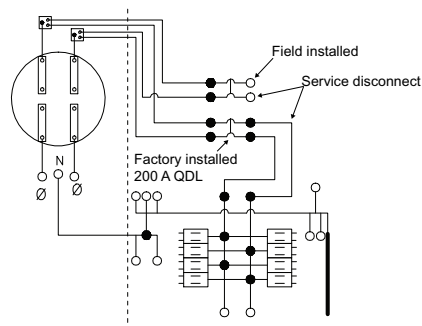 Field installed
Service disconnect
Factory installed
200 A QDL
N
Ø
Ø